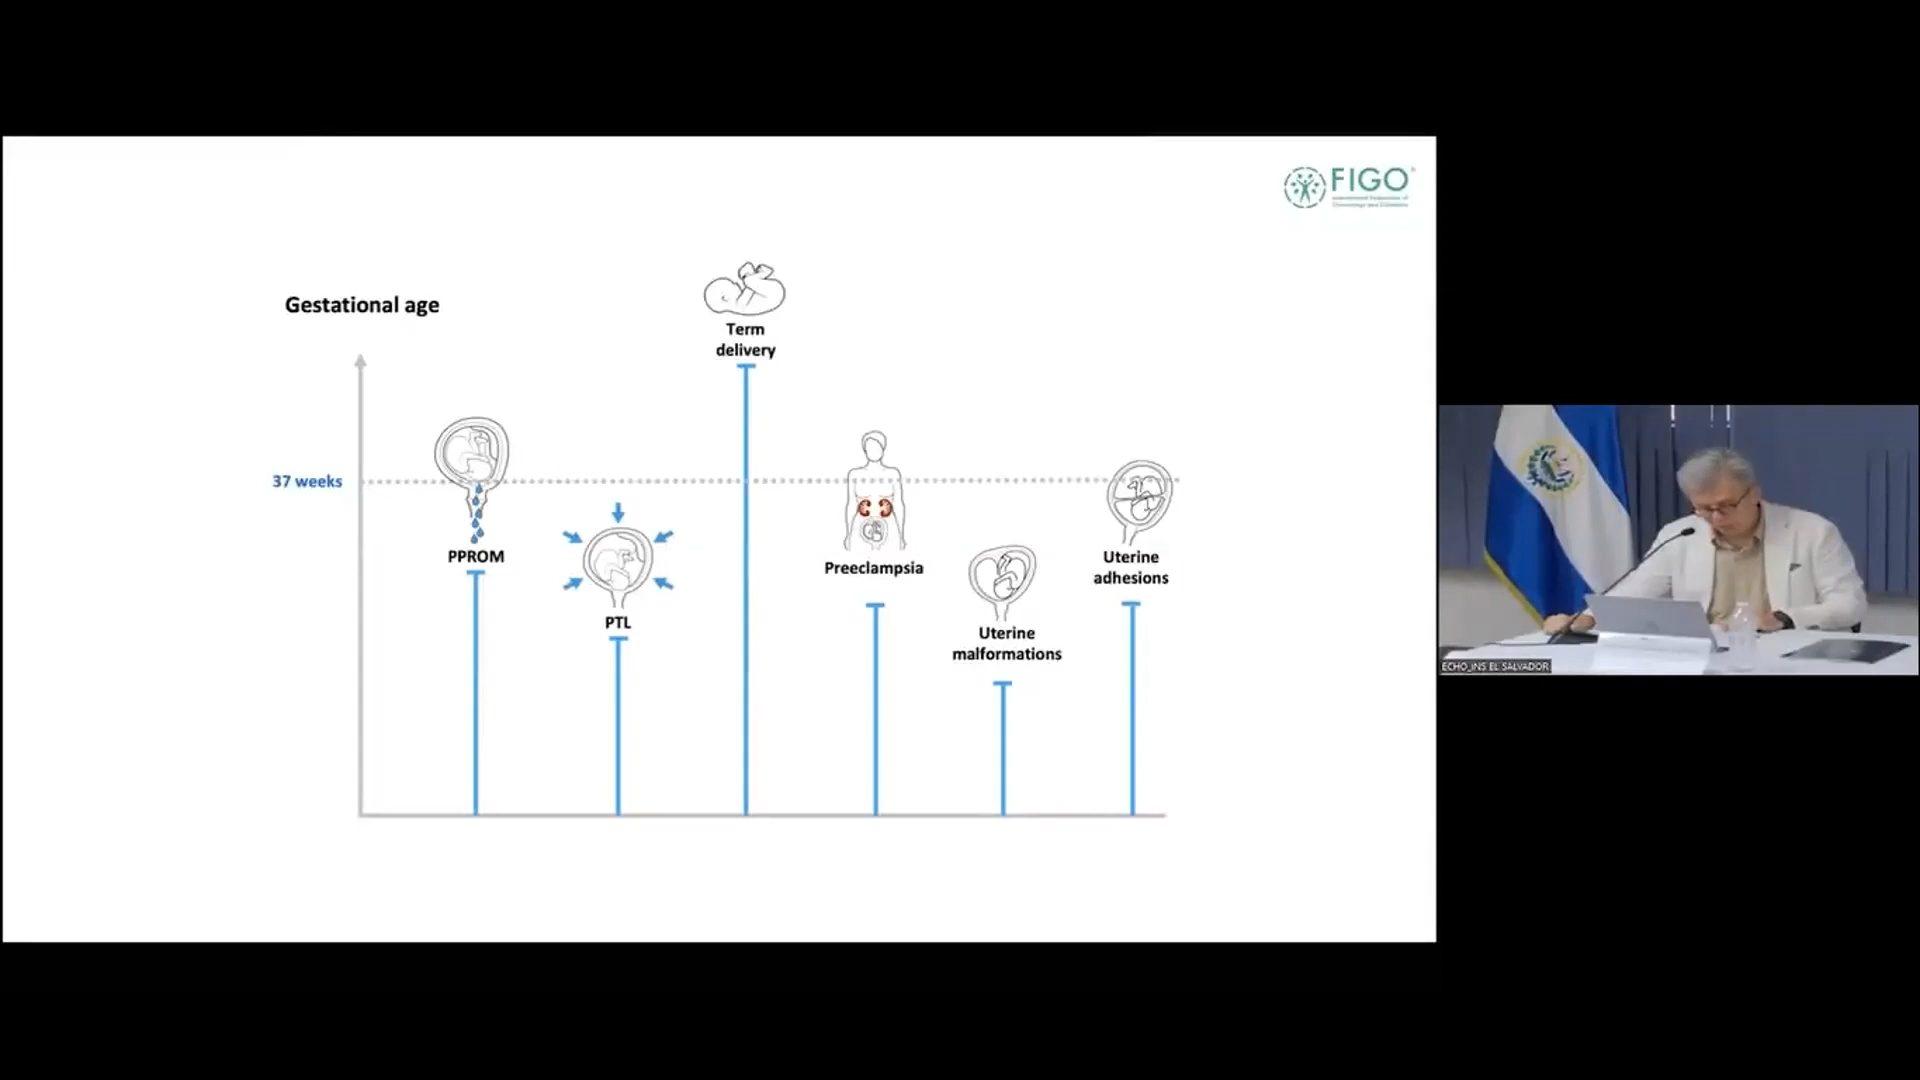 FIGO
Gestational age
Term
delivery
37 weeks
PPROM
PTL
Preeclampsia
Uterine
malformations
Uterine
adhesions
ECHO_INS EL SALVADOR